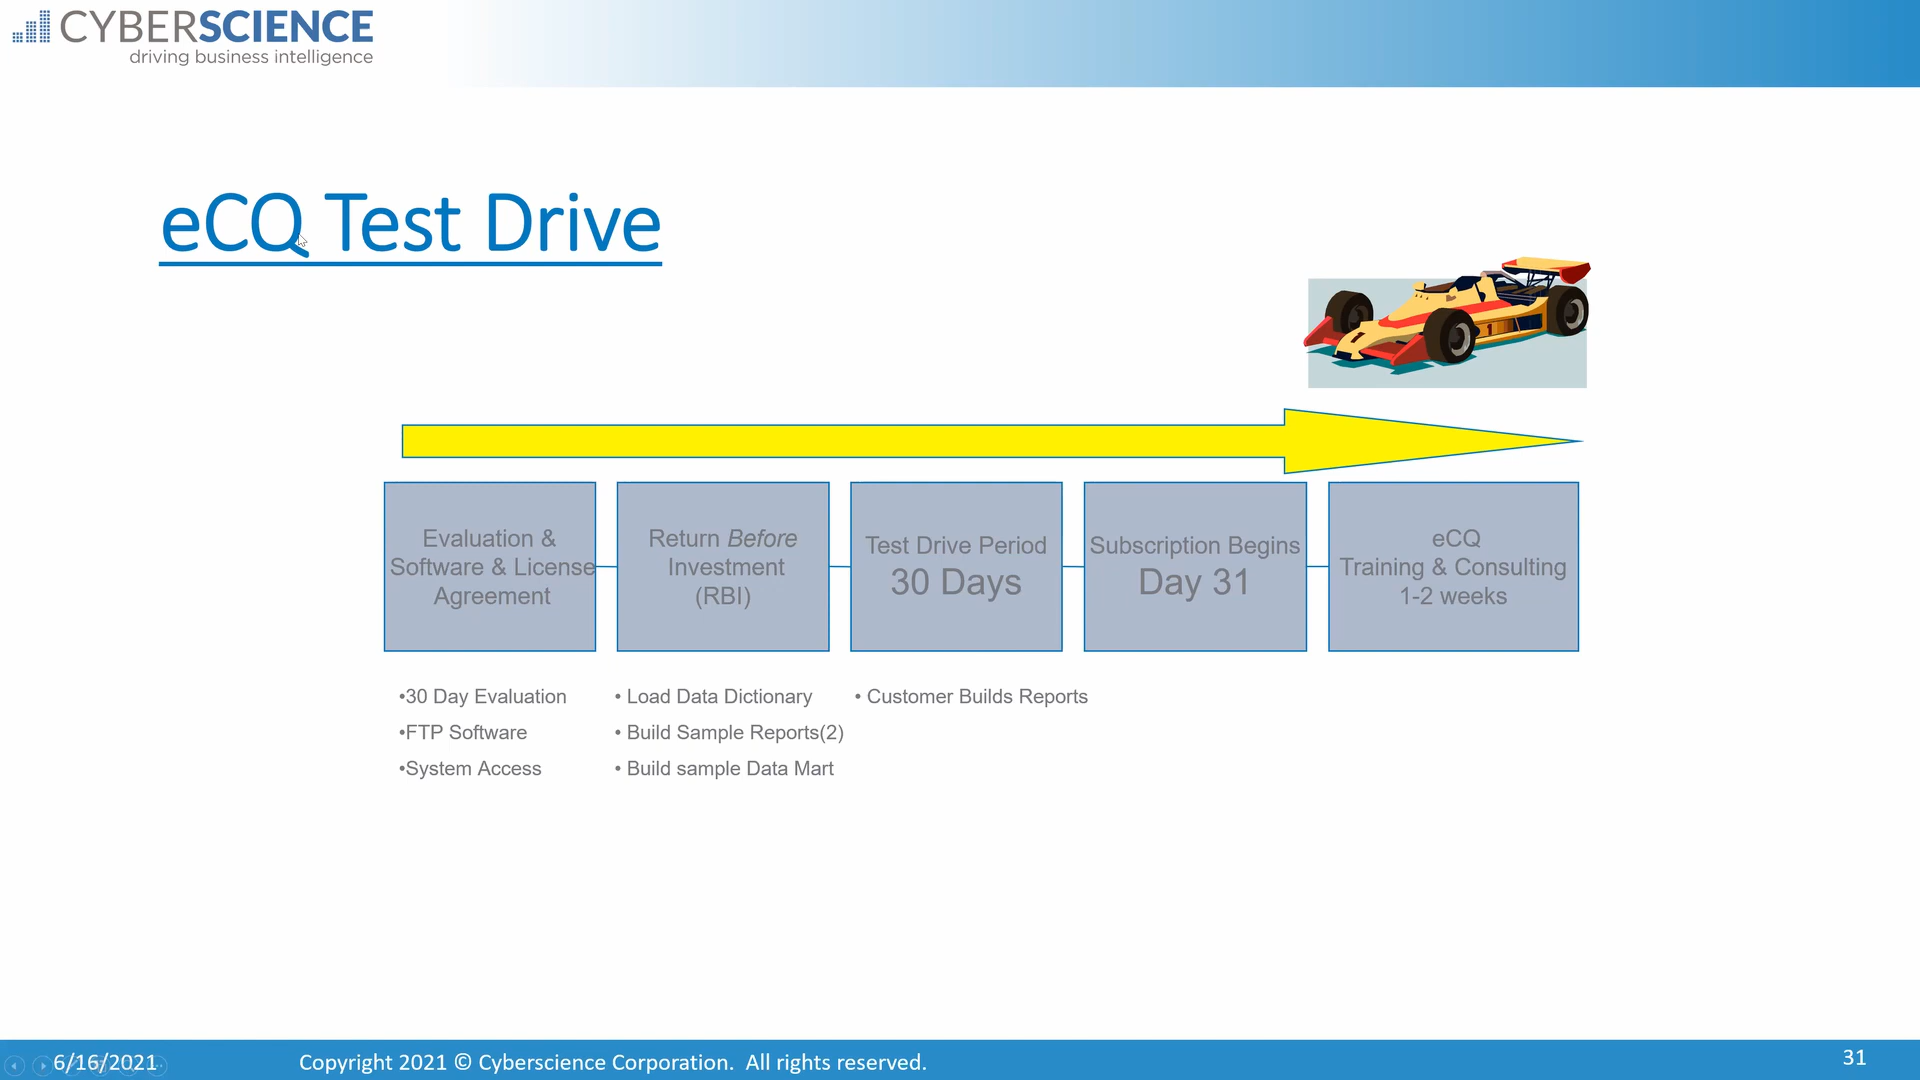 CYBERSCIENCE
driving business intelligence
eCQ Test Drive
1
1
Evaluation &
Software & License
Agreement
Return Before
Investment
(RBI)
Test Drive Period
30 Days
Subscription Begins
Day 31
eCQ
Training & Consulting
1-2 weeks
•30 Day Evaluation
•FTP Software
•System Access
• Load Data Dictionary
• Build Sample Reports(2)
• Build sample Data Mart
• Customer Builds Reports
6/16/2021
Copyright 2021 © Cyberscience Corporation.  All rights reserved.
31